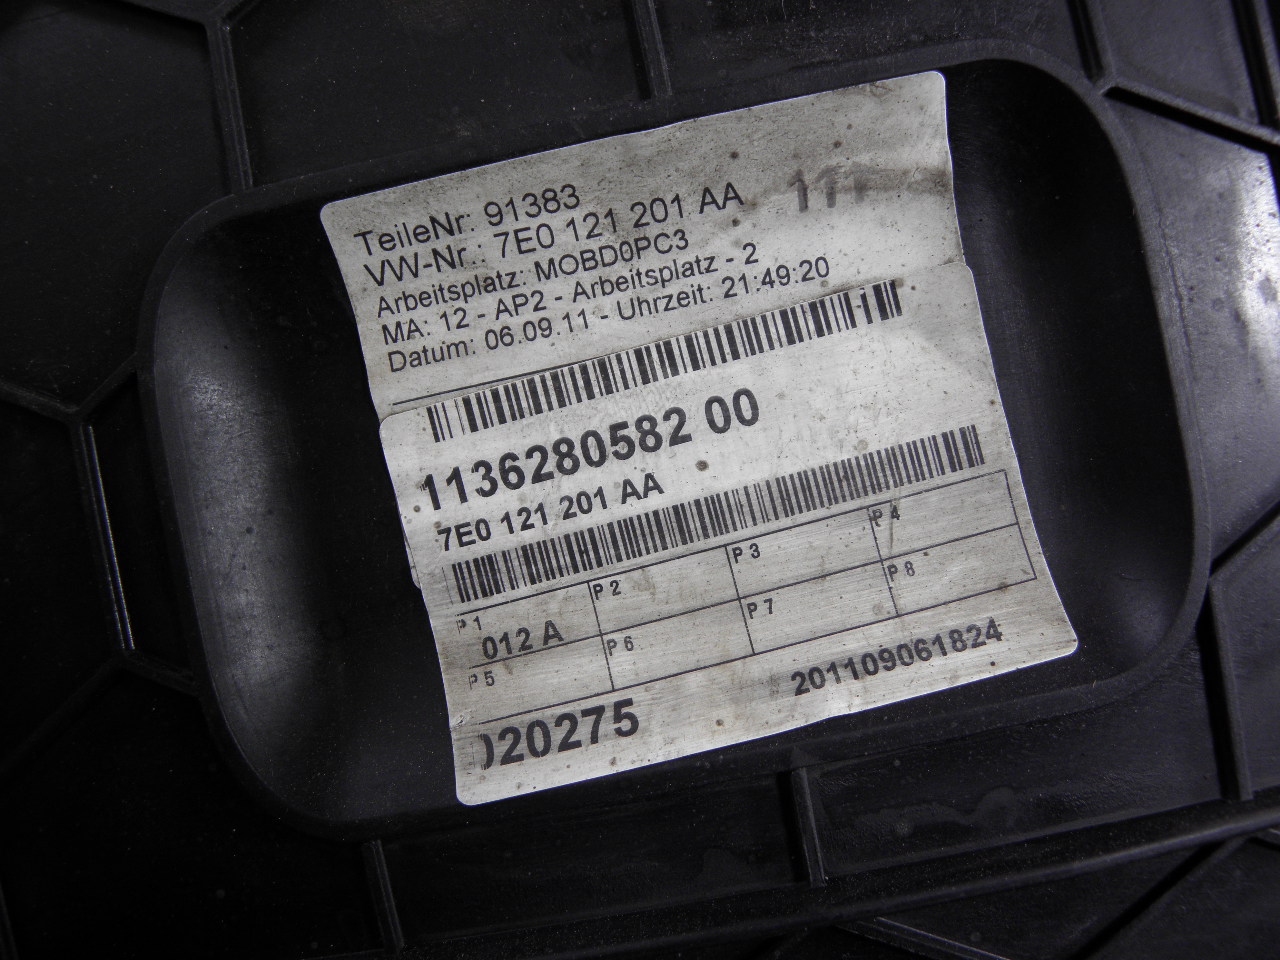 TeileNr: 91383
VW-Nr.: 7E0 121 201 AA 111
Arbeitsplatz: MOBD0PC3
MA: 12 - AP2 - Arbeitsplatz - 2
Datum: 06.09.11 - Uhrzeit: 21:49:20
1136280582 00
7E0 121 201 AA
P 1 P 2 P 3 P 4
012 A
P 5 P 6 P 7 P 8
20275 201109061824